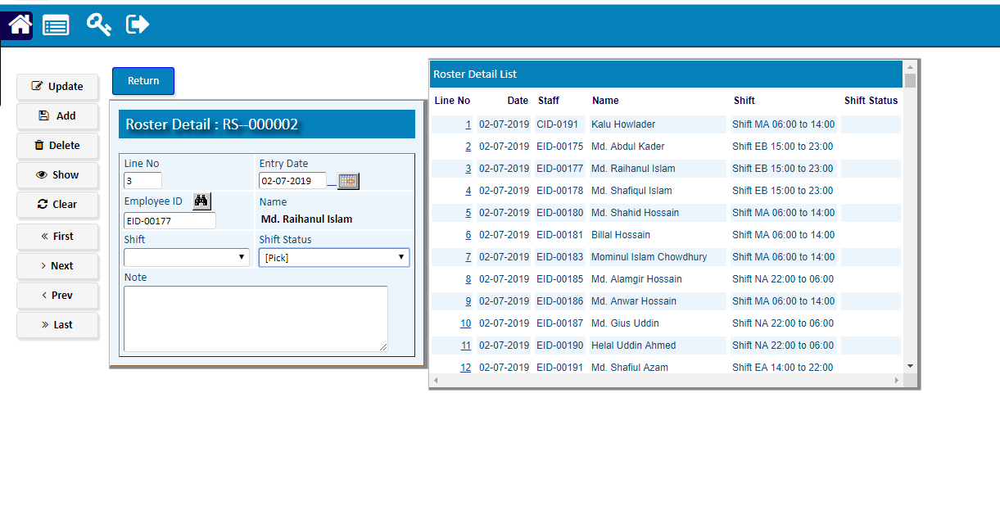 Update
Add
Delete
Show
Clear
« First
> Next
< Prev
» Last
Return
Roster Detail : RS--000002
Line No Entry Date
3 02-07-2019
Employee ID Name
EID-00177 Md. Raihanul Islam
Shift Shift Status
[Pick]
Note
Roster Detail List
Line No Date Staff Name Shift Shift Status
1 02-07-2019 CID-0191 Kalu Howlader Shift MA 06:00 to 14:00
2 02-07-2019 EID-00175 Md. Abdul Kader Shift EB 15:00 to 23:00
3 02-07-2019 EID-00177 Md. Raihanul Islam Shift EB 15:00 to 23:00
4 02-07-2019 EID-00178 Md. Shafiqul Islam Shift EB 15:00 to 23:00
5 02-07-2019 EID-00180 Md. Shahid Hossain Shift MA 06:00 to 14:00
6 02-07-2019 EID-00181 Billal Hossain Shift MA 06:00 to 14:00
7 02-07-2019 EID-00183 Mominul Islam Chowdhury Shift MA 06:00 to 14:00
8 02-07-2019 EID-00185 Md. Alamgir Hossain Shift NA 22:00 to 06:00
9 02-07-2019 EID-00186 Md. Anwar Hossain Shift MA 06:00 to 14:00
10 02-07-2019 EID-00187 Md. Gius Uddin Shift NA 22:00 to 06:00
11 02-07-2019 EID-00190 Helal Uddin Ahmed Shift NA 22:00 to 06:00
12 02-07-2019 EID-00191 Md. Shafiul Azam Shift EA 14:00 to 22:00